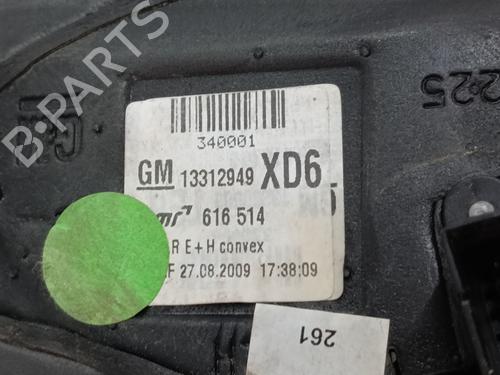 B-PARTS
340001
GM 13312949 XD6
616 514
R E+H convex
F 27.08.2009 17:38:09
261
225